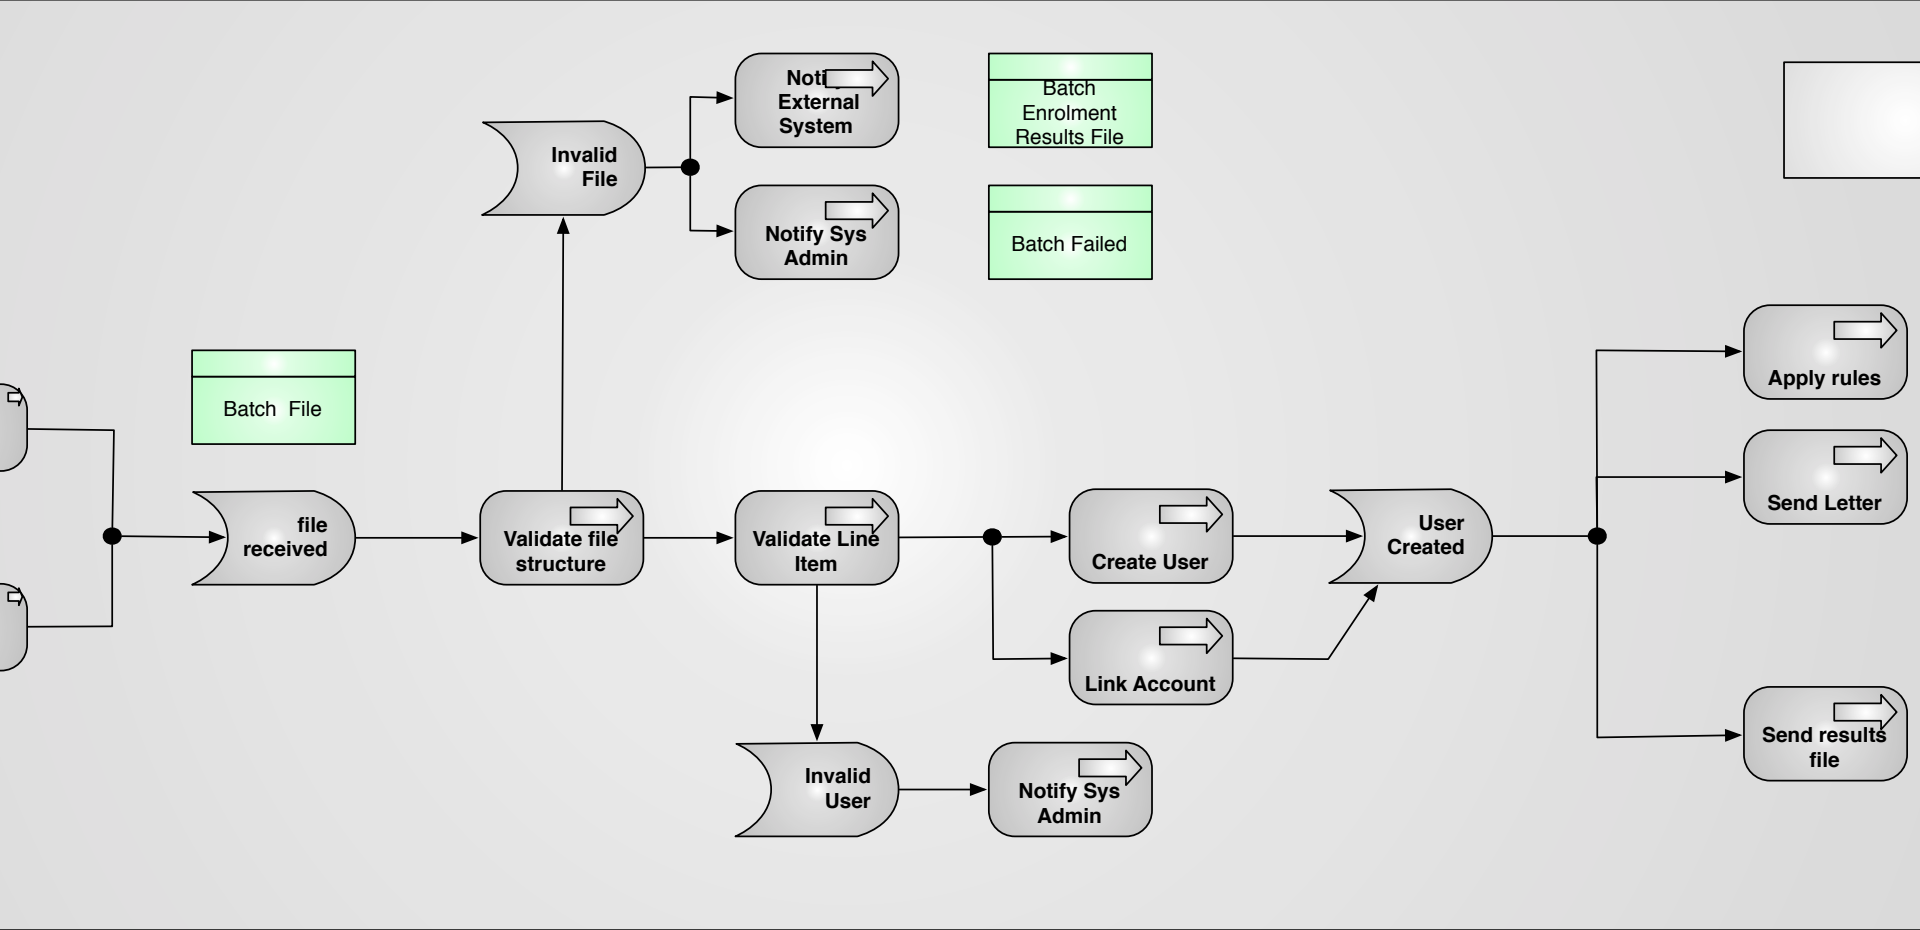 External
System
Batch
Enrolment
Results File
Invalid
File
Notify Sys
Admin
Batch Failed
Batch  File
Apply rules
Send Letter
file
received
Validate file
structure
Validate Line
Item
Create User
User
Created
Link Account
Send results
file
Invalid
User
Notify Sys
Admin